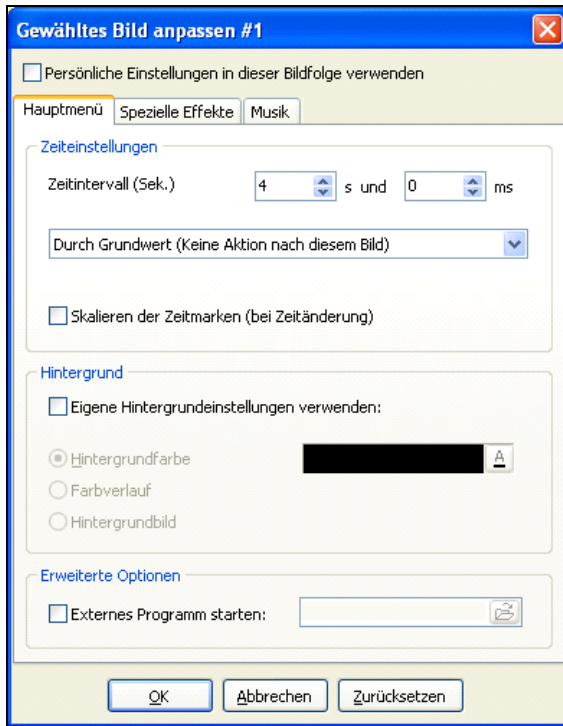 Gewähltes Bild anpassen #1
Persönliche Einstellungen in dieser Bildfolge verwenden
Hauptmenü Spezielle Effekte Musik
Zeiteinstellungen
Zeitintervall (Sek.) 4 s und 0 ms
Durch Grundwert (Keine Aktion nach diesem Bild)
Skalieren der Zeitmarken (bei Zeitänderung)
Hintergrund
Eigene Hintergrundeinstellungen verwenden:
Hintergrundfarbe A
Farbverlauf
Hintergrundbild
Erweiterte Optionen
Externes Programm starten:
OK Abbrechen Zurücksetzen